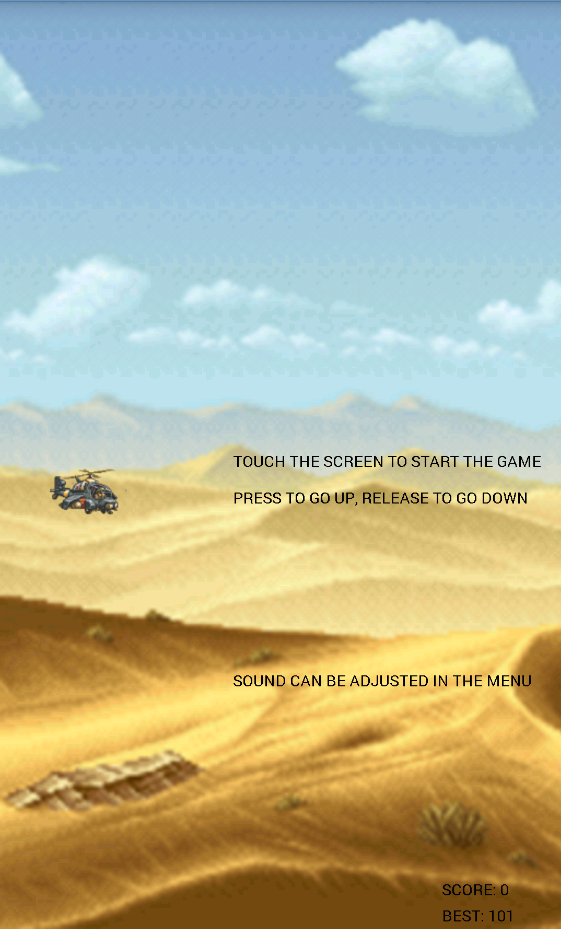 TOUCH THE SCREEN TO START THE GAME
PRESS TO GO UP, RELEASE TO GO DOWN
SOUND CAN BE ADJUSTED IN THE MENU
SCORE: 0
BEST: 101